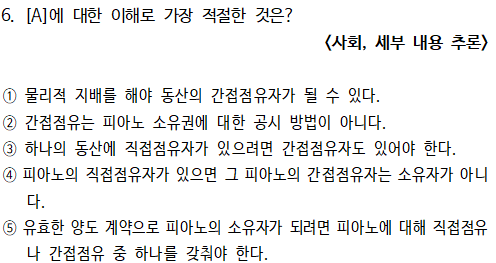 6. [A]에 대한 이해로 가장 적절한 것은?
<사회, 세부 내용 추론>
① 물리적 지배를 해야 동산의 간접점유자가 될 수 있다.
② 간접점유는 피아노 소유권에 대한 공시 방법이 아니다.
③ 하나의 동산에 직접점유자가 있으려면 간접점유자도 있어야 한다.
④ 피아노의 직접점유자가 있으면 그 피아노의 간접점유자는 소유자가 아니
다.
⑤ 유효한 양도 계약으로 피아노의 소유자가 되려면 피아노에 대해 직접점유
나 간접점유 중 하나를 갖춰야 한다.